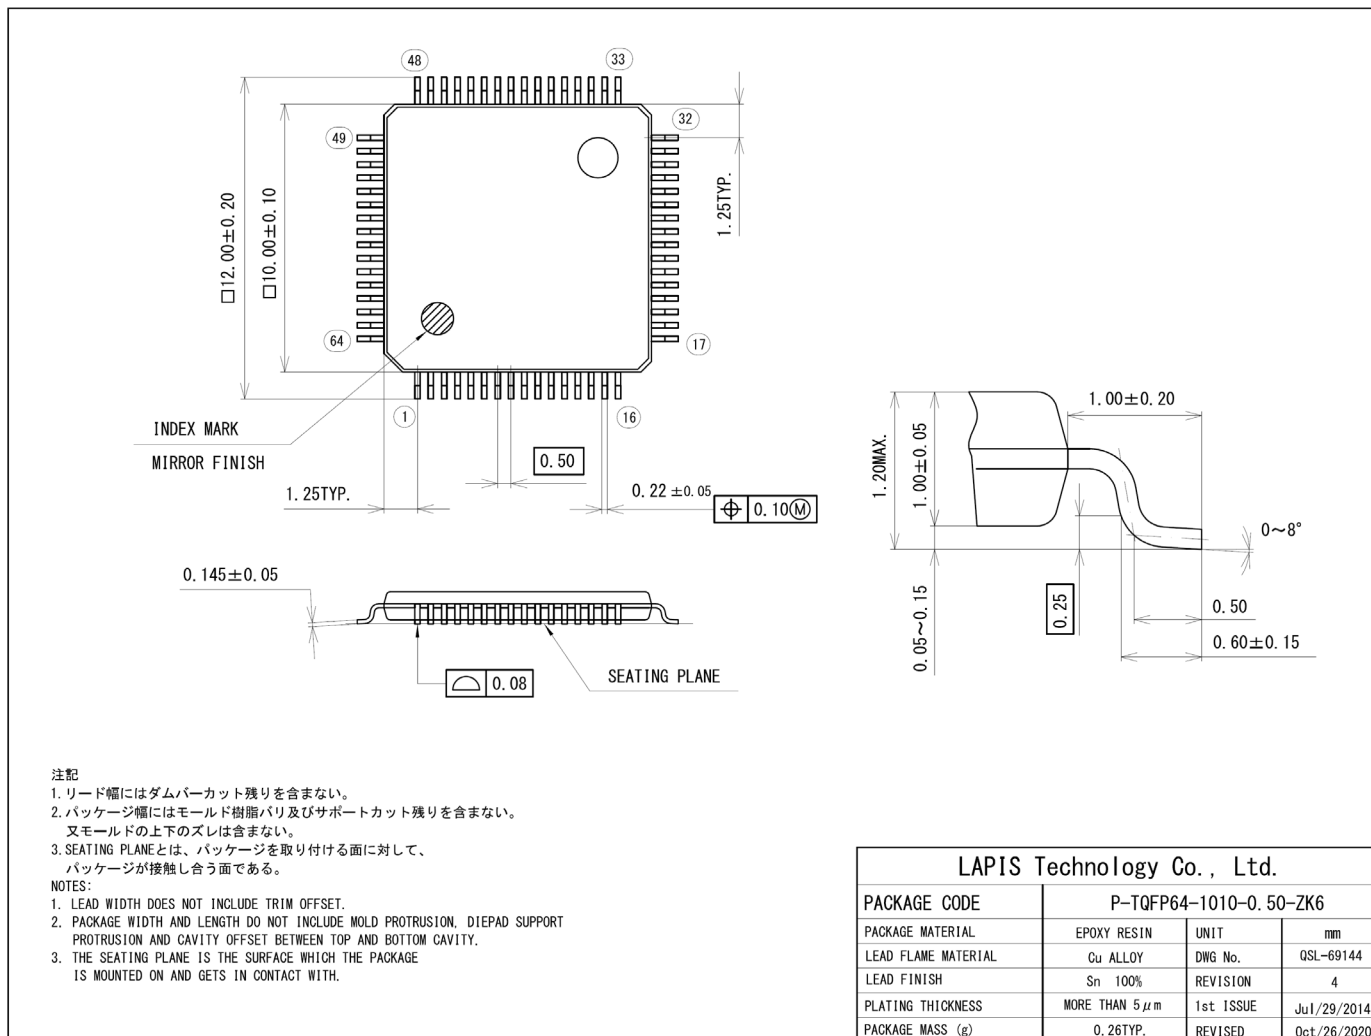 48
33
49
32
□12.00±0.20
□10.00±0.10
1.25TYP.
64
17
1
16
INDEX MARK
MIRROR FINISH
0.50
1.25TYP.
0.22 ±0.05
⌖ 0.10Ⓜ
1.00±0.20
1.20MAX.
1.00±0.05
0~8°
0.05~0.15
0.25
0.50
0.60±0.15
0.145±0.05
⌓ 0.08
SEATING PLANE
注記
1.リード幅にはダムバーカット残りを含まない。
2.パッケージ幅にはモールド樹脂バリ及びサポートカット残りを含まない。
又モールドの上下のズレは含まない。
3.SEATING PLANEとは、パッケージを取り付ける面に対して、
パッケージが接触し合う面である。
NOTES:
1. LEAD WIDTH DOES NOT INCLUDE TRIM OFFSET.
2. PACKAGE WIDTH AND LENGTH DO NOT INCLUDE MOLD PROTRUSION, DIEPAD SUPPORT
PROTRUSION AND CAVITY OFFSET BETWEEN TOP AND BOTTOM CAVITY.
3. THE SEATING PLANE IS THE SURFACE WHICH THE PACKAGE
IS MOUNTED ON AND GETS IN CONTACT WITH.
LAPIS Technology Co., Ltd.
PACKAGE CODE P-TQFP64-1010-0.50-ZK6
PACKAGE MATERIAL EPOXY RESIN UNIT mm
LEAD FLAME MATERIAL Cu ALLOY DWG No. QSL-69144
LEAD FINISH Sn 100% REVISION 4
PLATING THICKNESS MORE THAN 5μm 1st ISSUE Jul/29/2014
PACKAGE MASS (g) 0.26TYP. REVISED Oct/26/2020